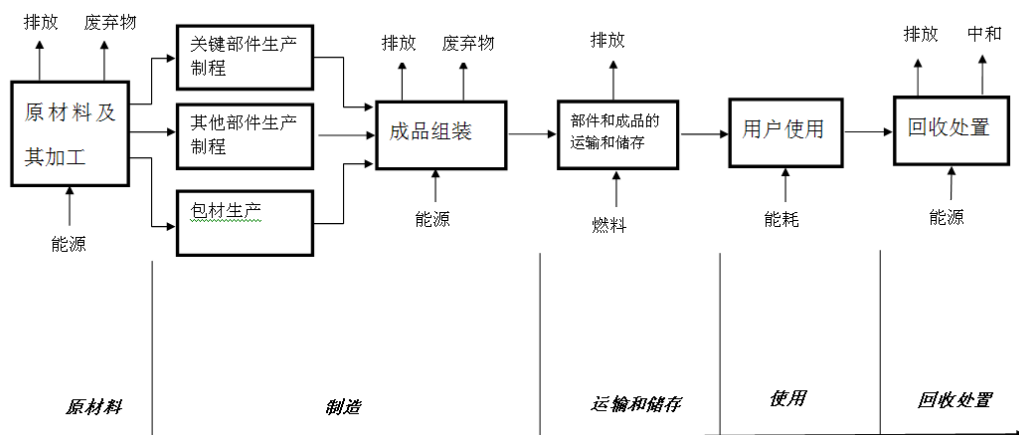 排放
废弃物
原材料及
其加工
能源
关键部件生产
制程
其他部件生产
制程
包材生产
排放
废弃物
成品组装
能源
排放
部件和成品的
运输和储存
燃料
用户使用
能耗
排放
中和
回收处置
能源
原材料
制造
运输和储存
使用
回收处置